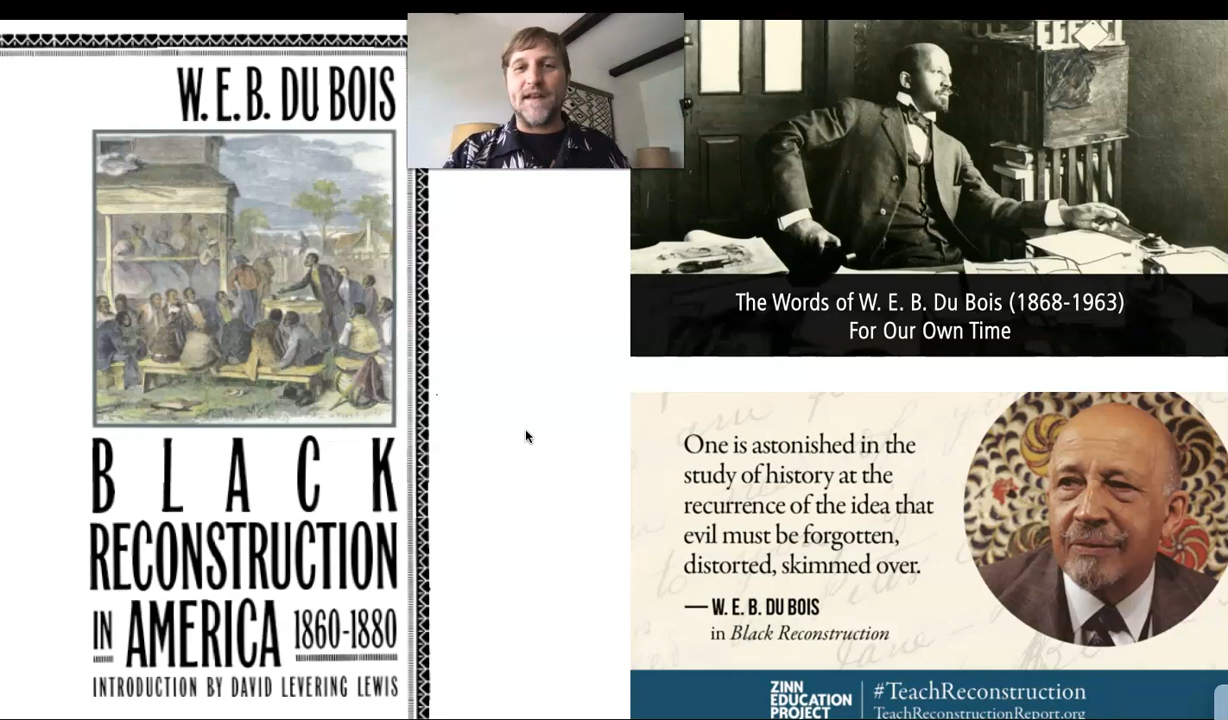 W. E. B. DU BOIS
BLACK
RECONSTRUCTION
IN AMERICA 1860-1880
INTRODUCTION BY DAVID LEVERING LEWIS
The Words of W. E. B. Du Bois (1868-1963)
For Our Own Time
One is astonished in the
study of history at the
recurrence of the idea that
evil must be forgotten,
distorted, skimmed over.
— W. E. B. DU BOIS
in Black Reconstruction
ZINN
EDUCATION
PROJECT
#TeachReconstruction
TeachReconstructionReport.org